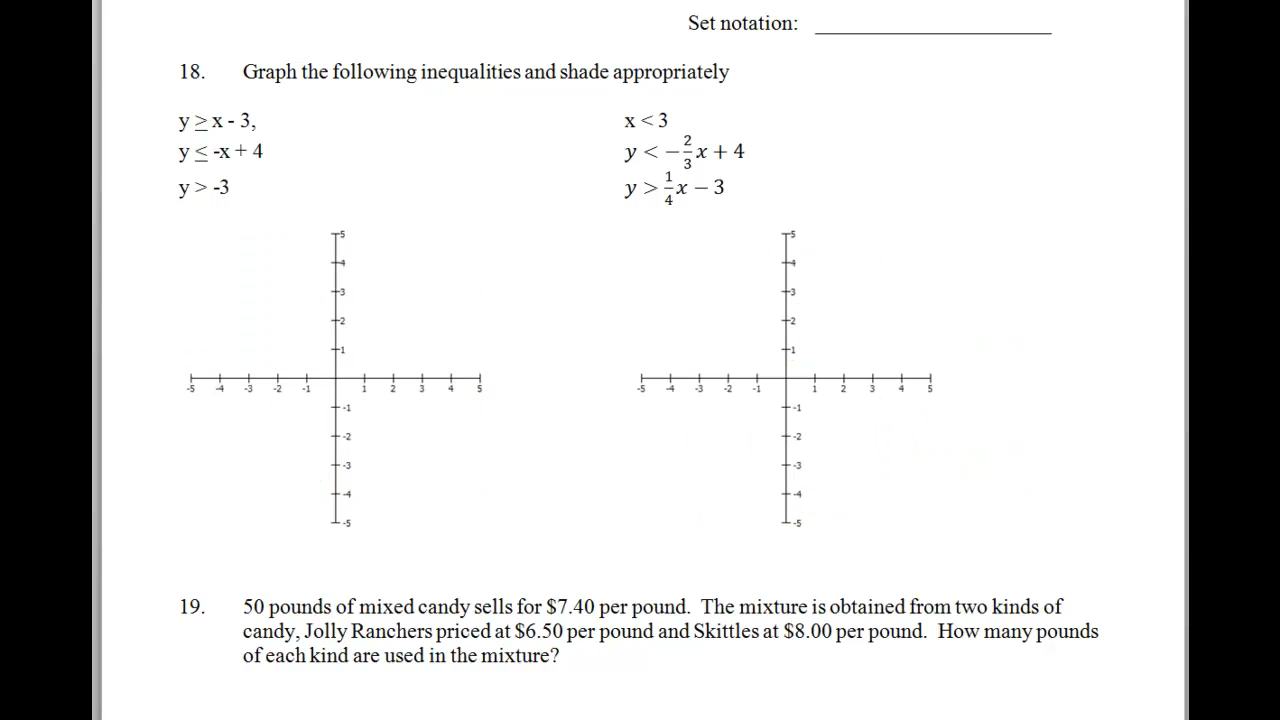 Set notation: ____________________
18. Graph the following inequalities and shade appropriately
y ≥ x - 3,
y ≤ -x + 4
y > -3
x < 3
y < −2/3x + 4
y > 1/4x − 3
5
4
3
2
1
-5 -4 -3 -2 -1 1 2 3 4 5
-1
-2
-3
-4
-5
5
4
3
2
1
-5 -4 -3 -2 -1 1 2 3 4 5
-1
-2
-3
-4
-5
19. 50 pounds of mixed candy sells for $7.40 per pound. The mixture is obtained from two kinds of
candy, Jolly Ranchers priced at $6.50 per pound and Skittles at $8.00 per pound. How many pounds
of each kind are used in the mixture?